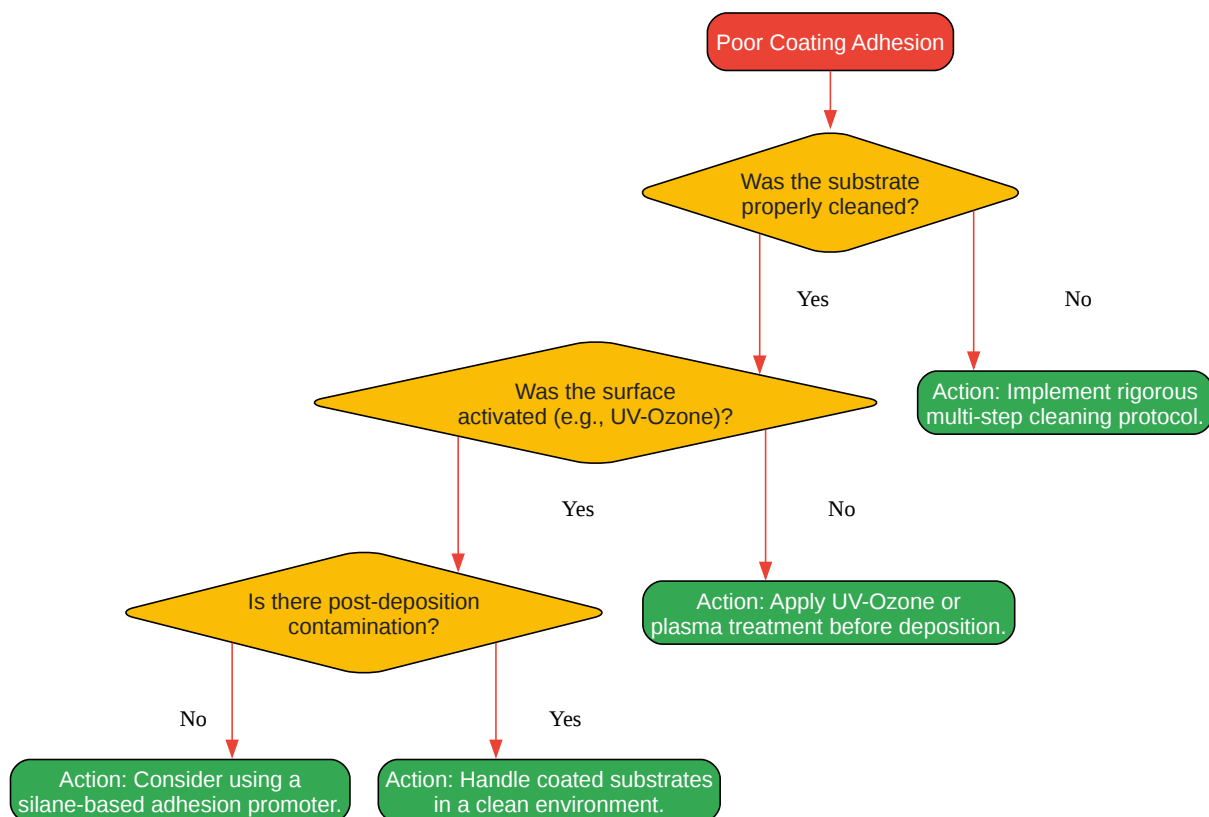 Poor Coating Adhesion
Was the substrate
properly cleaned?
Yes
No
Was the surface
activated (e.g., UV-Ozone)?
Action: Implement rigorous
multi-step cleaning protocol.
Yes
No
Is there post-deposition
contamination?
Action: Apply UV-Ozone or
plasma treatment before deposition.
No
Yes
Action: Consider using a
silane-based adhesion promoter.
Action: Handle coated substrates
in a clean environment.